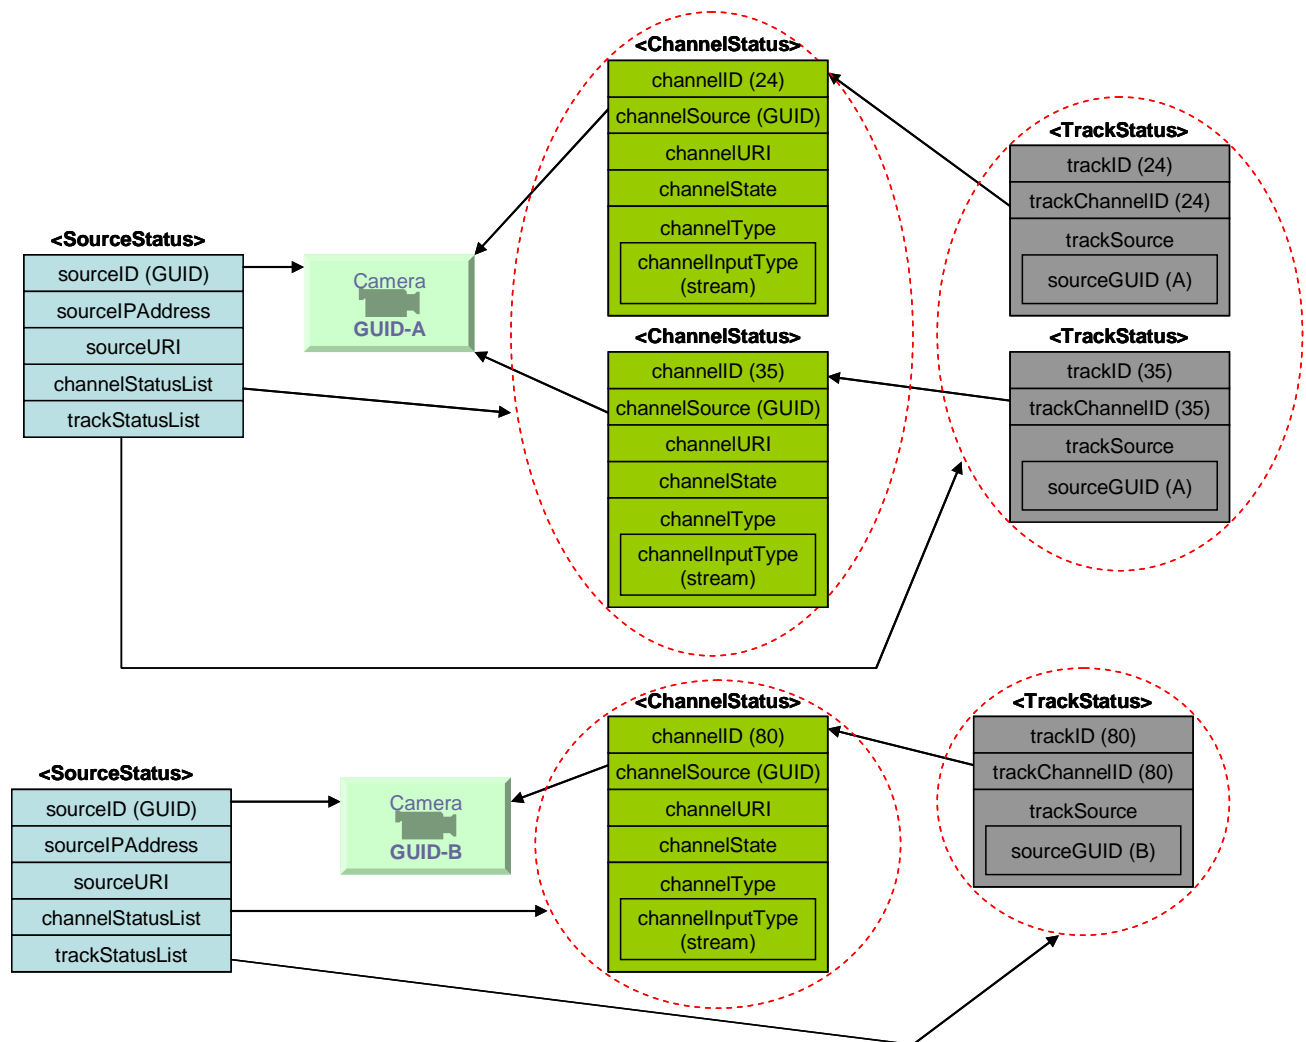 <ChannelStatus>
channelID (24)
channelSource (GUID)
channelURI
channelState
channelType
channelInputType
(stream)
<TrackStatus>
trackID (24)
trackChannelID (24)
trackSource
sourceGUID (A)
<SourceStatus>
sourceID (GUID)
sourceIPAddress
sourceURI
channelStatusList
trackStatusList
Camera
GUID-A
<ChannelStatus>
channelID (35)
channelSource (GUID)
channelURI
channelState
channelType
channelInputType
(stream)
<TrackStatus>
trackID (35)
trackChannelID (35)
trackSource
sourceGUID (A)
<ChannelStatus>
channelID (80)
channelSource (GUID)
channelURI
channelState
channelType
channelInputType
(stream)
<TrackStatus>
trackID (80)
trackChannelID (80)
trackSource
sourceGUID (B)
<SourceStatus>
sourceID (GUID)
sourceIPAddress
sourceURI
channelStatusList
trackStatusList
Camera
GUID-B